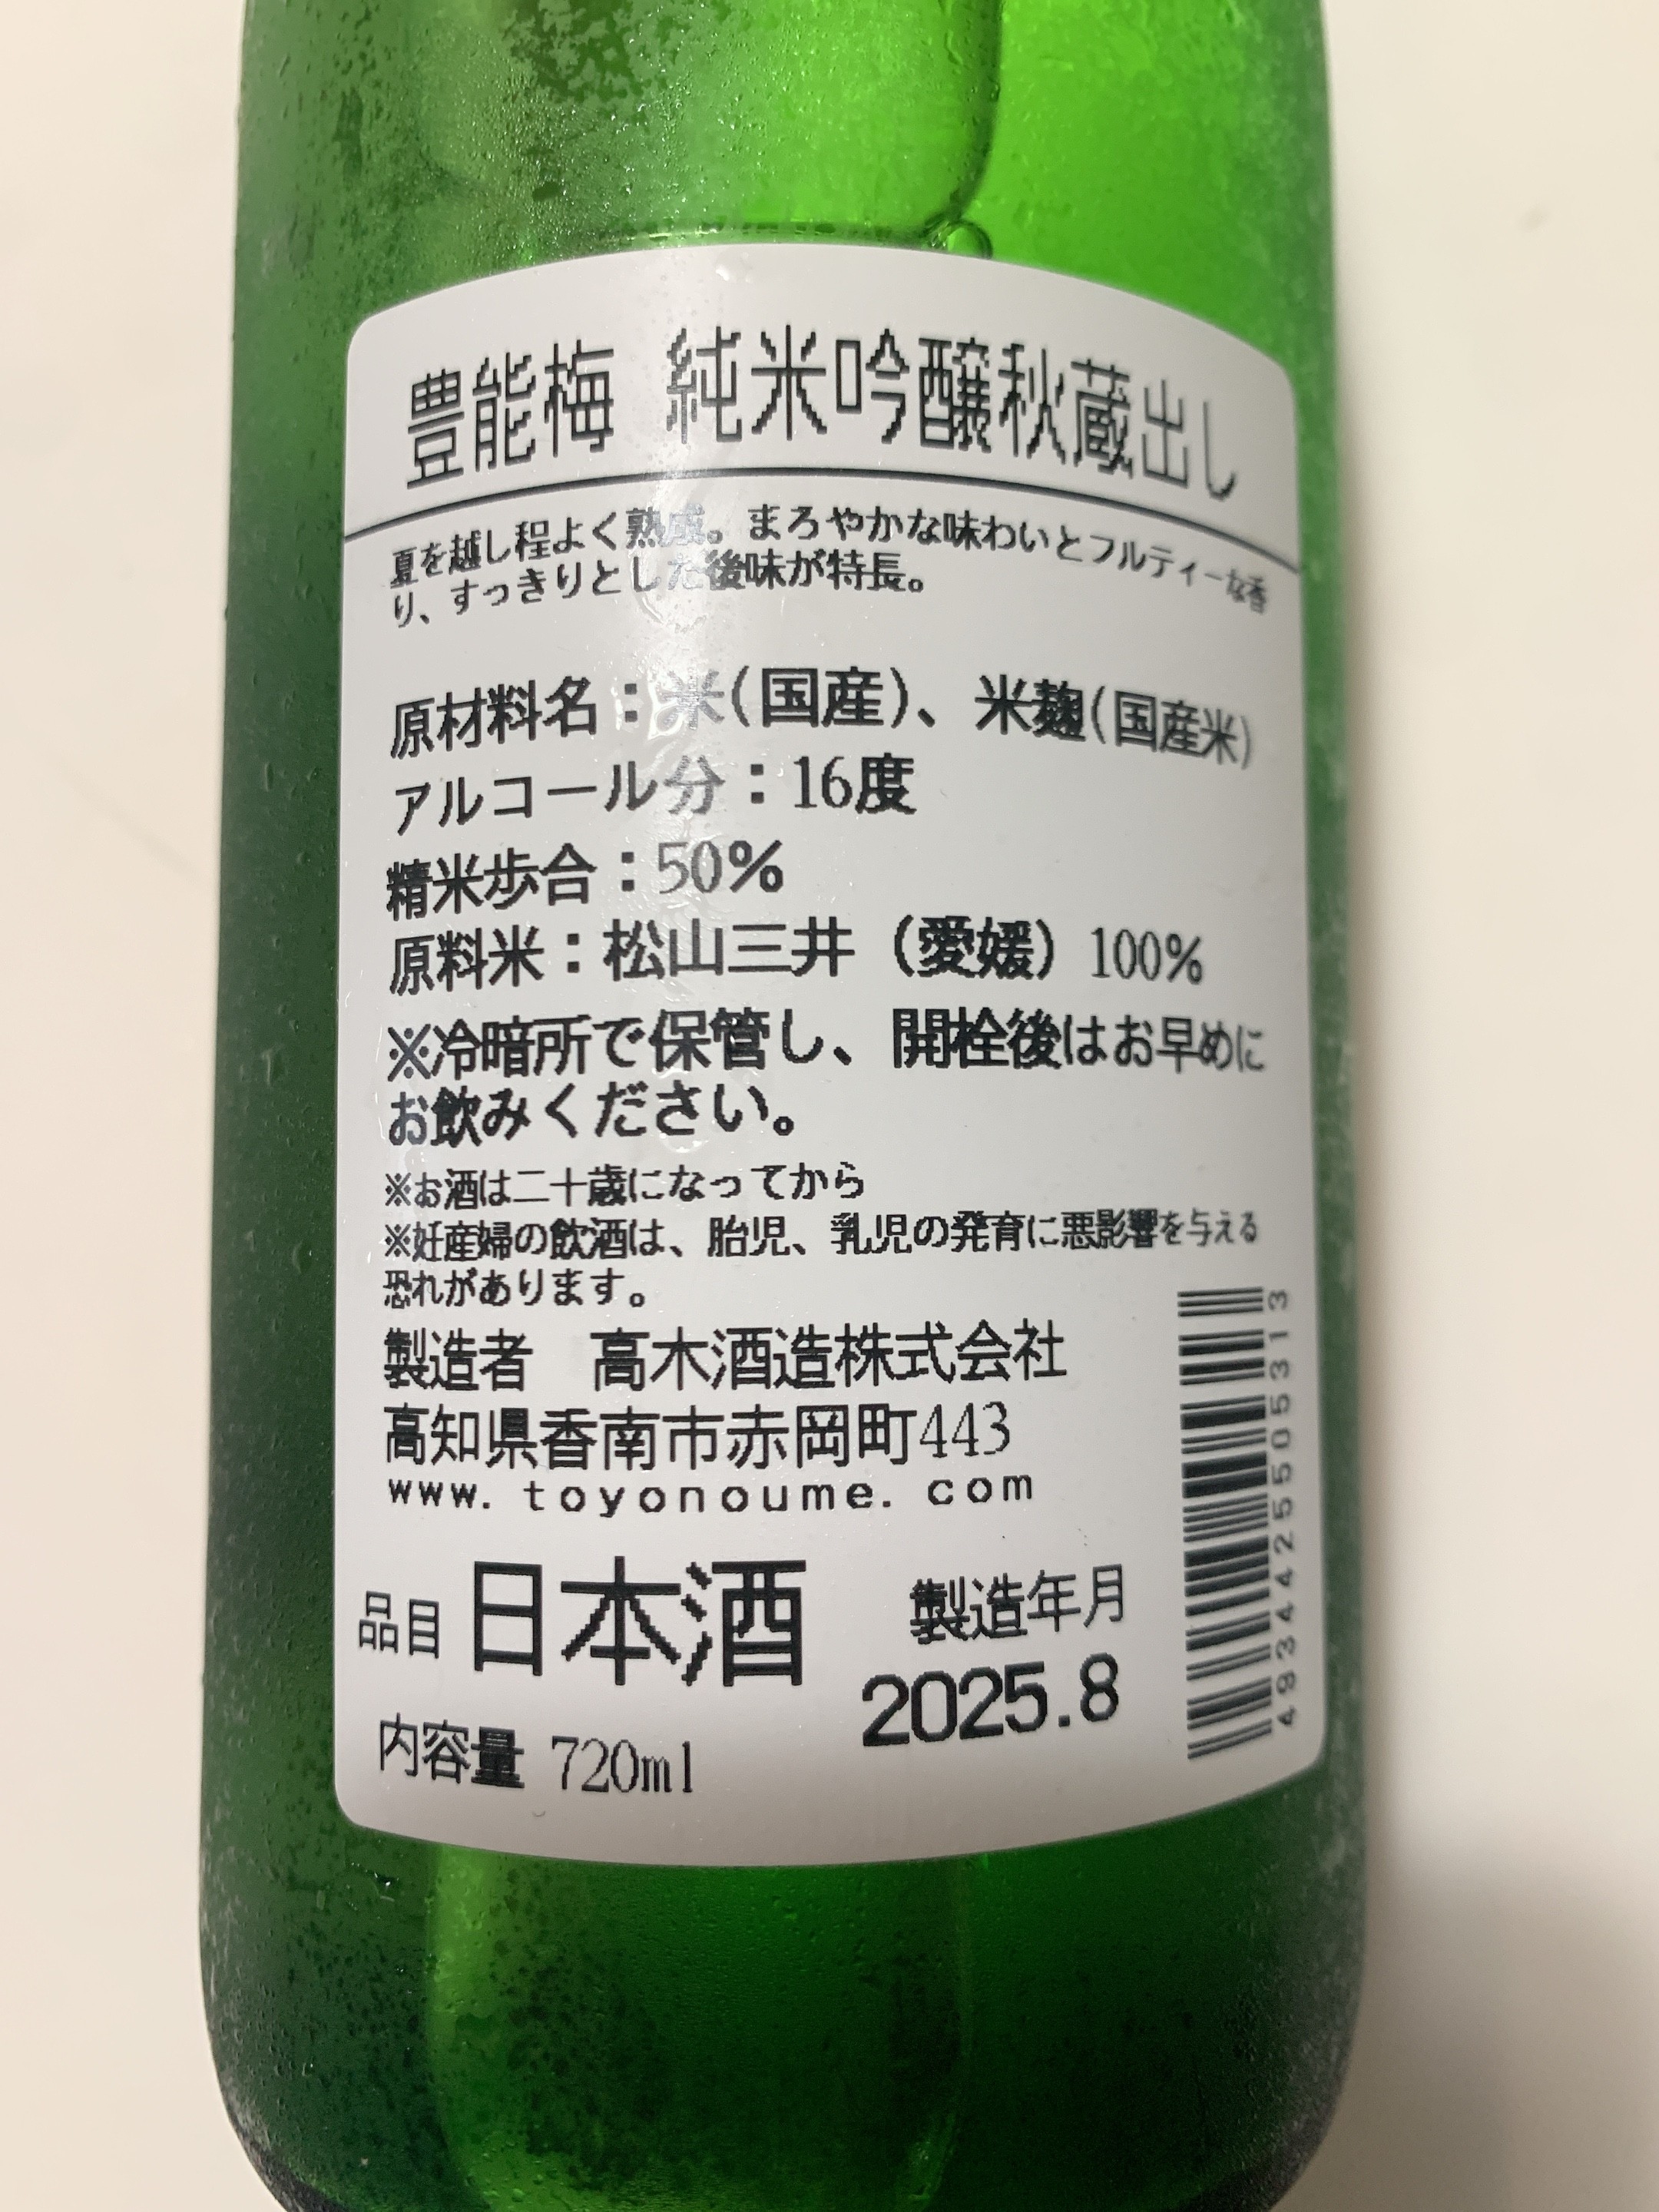 豊能梅 純米吟醸秋蔵出し
夏を越し程よく熟成。まろやかな味わいとフルティーな香
り、すっきりとした後味が特長。
原材料名：米(国産)、米麹(国産米)
アルコール分：16度
精米歩合：50%
原料米：松山三井（愛媛）100%
※冷暗所で保管し、開栓後はお早めに
お飲みください。
※お酒は二十歳になってから
※妊産婦の飲酒は、胎児、乳児の発育に悪影響を与える
恐れがあります。
製造者　高木酒造株式会社
高知県香南市赤岡町443
www.toyonoume.com
品目 日本酒
製造年月
2025.8
内容量 720ml
4934425505313